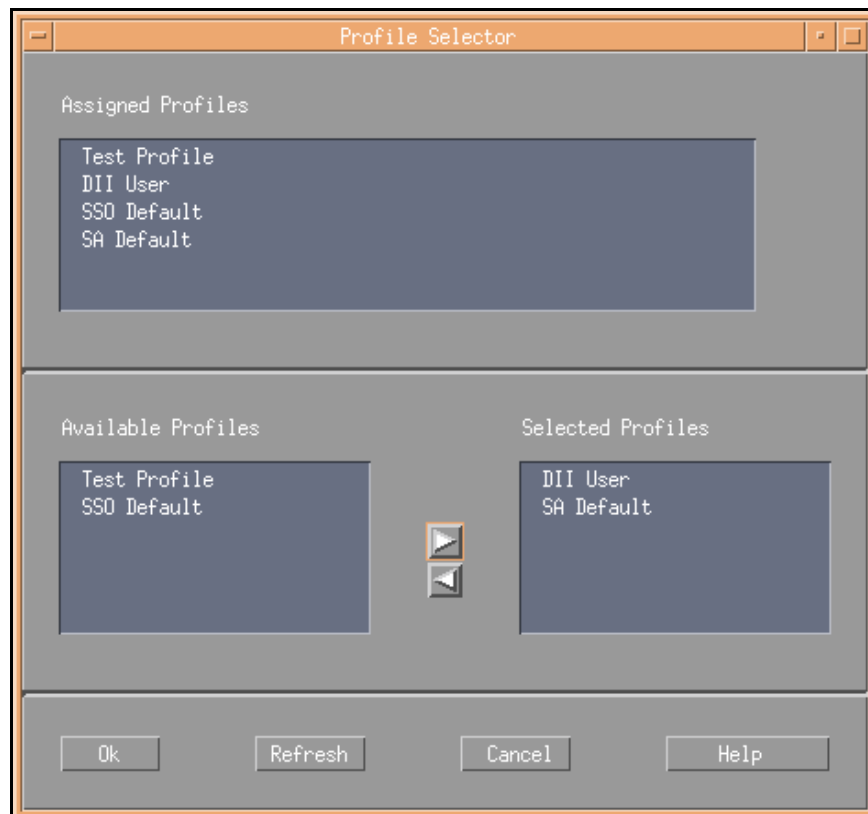 Profile Selector
Assigned Profiles
Test Profile
DII User
SSO Default
SA Default
Available Profiles
Test Profile
SSO Default
Selected Profiles
DII User
SA Default
Ok
Refresh
Cancel
Help